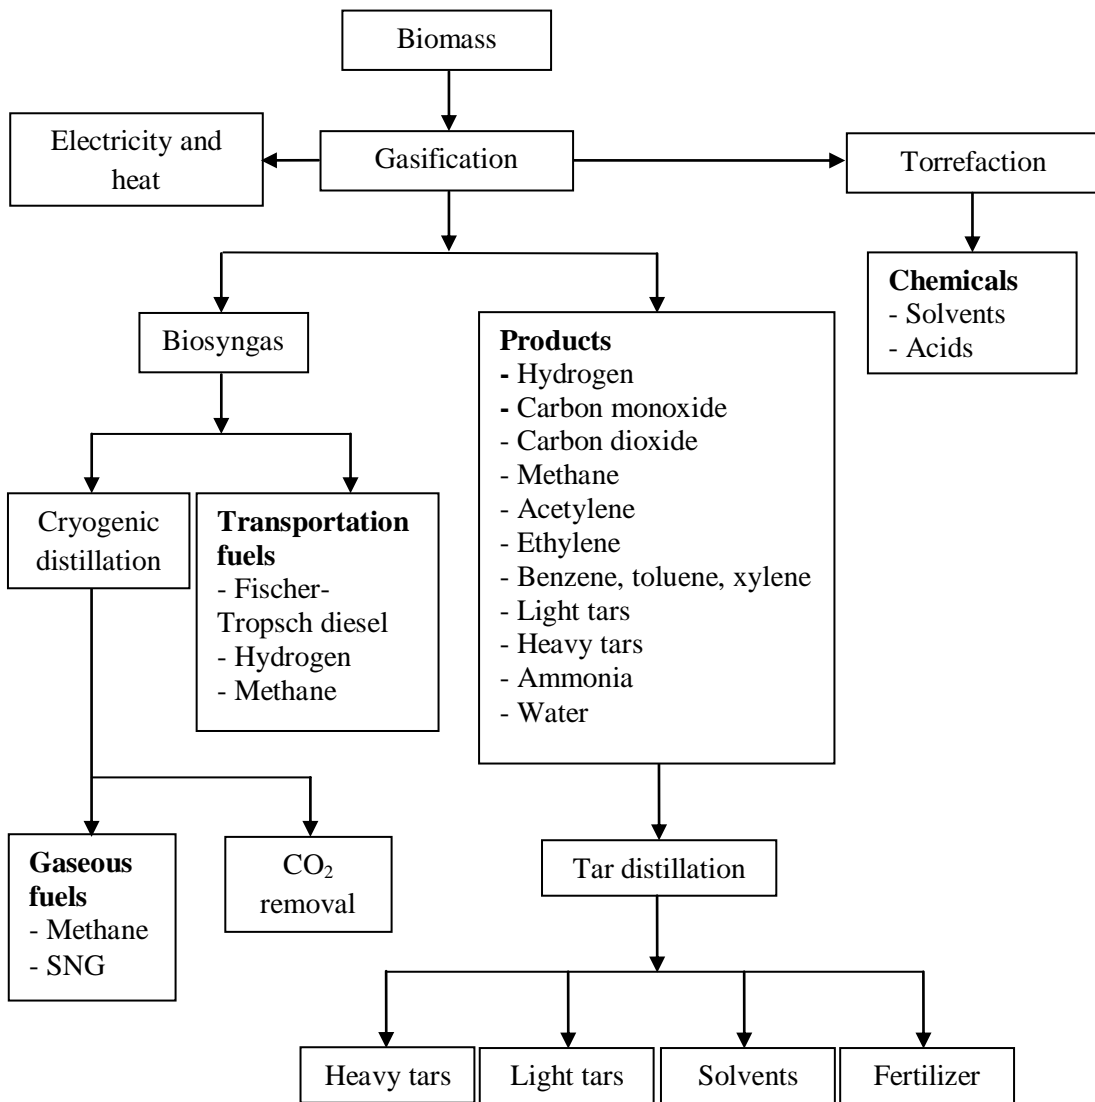 Biomass
Electricity and
heat
Gasification
Torrefaction
Chemicals
- Solvents
- Acids
Biosyngas
Products
- Hydrogen
- Carbon monoxide
- Carbon dioxide
- Methane
- Acetylene
- Ethylene
- Benzene, toluene, xylene
- Light tars
- Heavy tars
- Ammonia
- Water
Cryogenic
distillation
Transportation
fuels
- Fischer-
Tropsch diesel
- Hydrogen
- Methane
Gaseous
fuels
- Methane
- SNG
CO₂
removal
Tar distillation
Heavy tars
Light tars
Solvents
Fertilizer